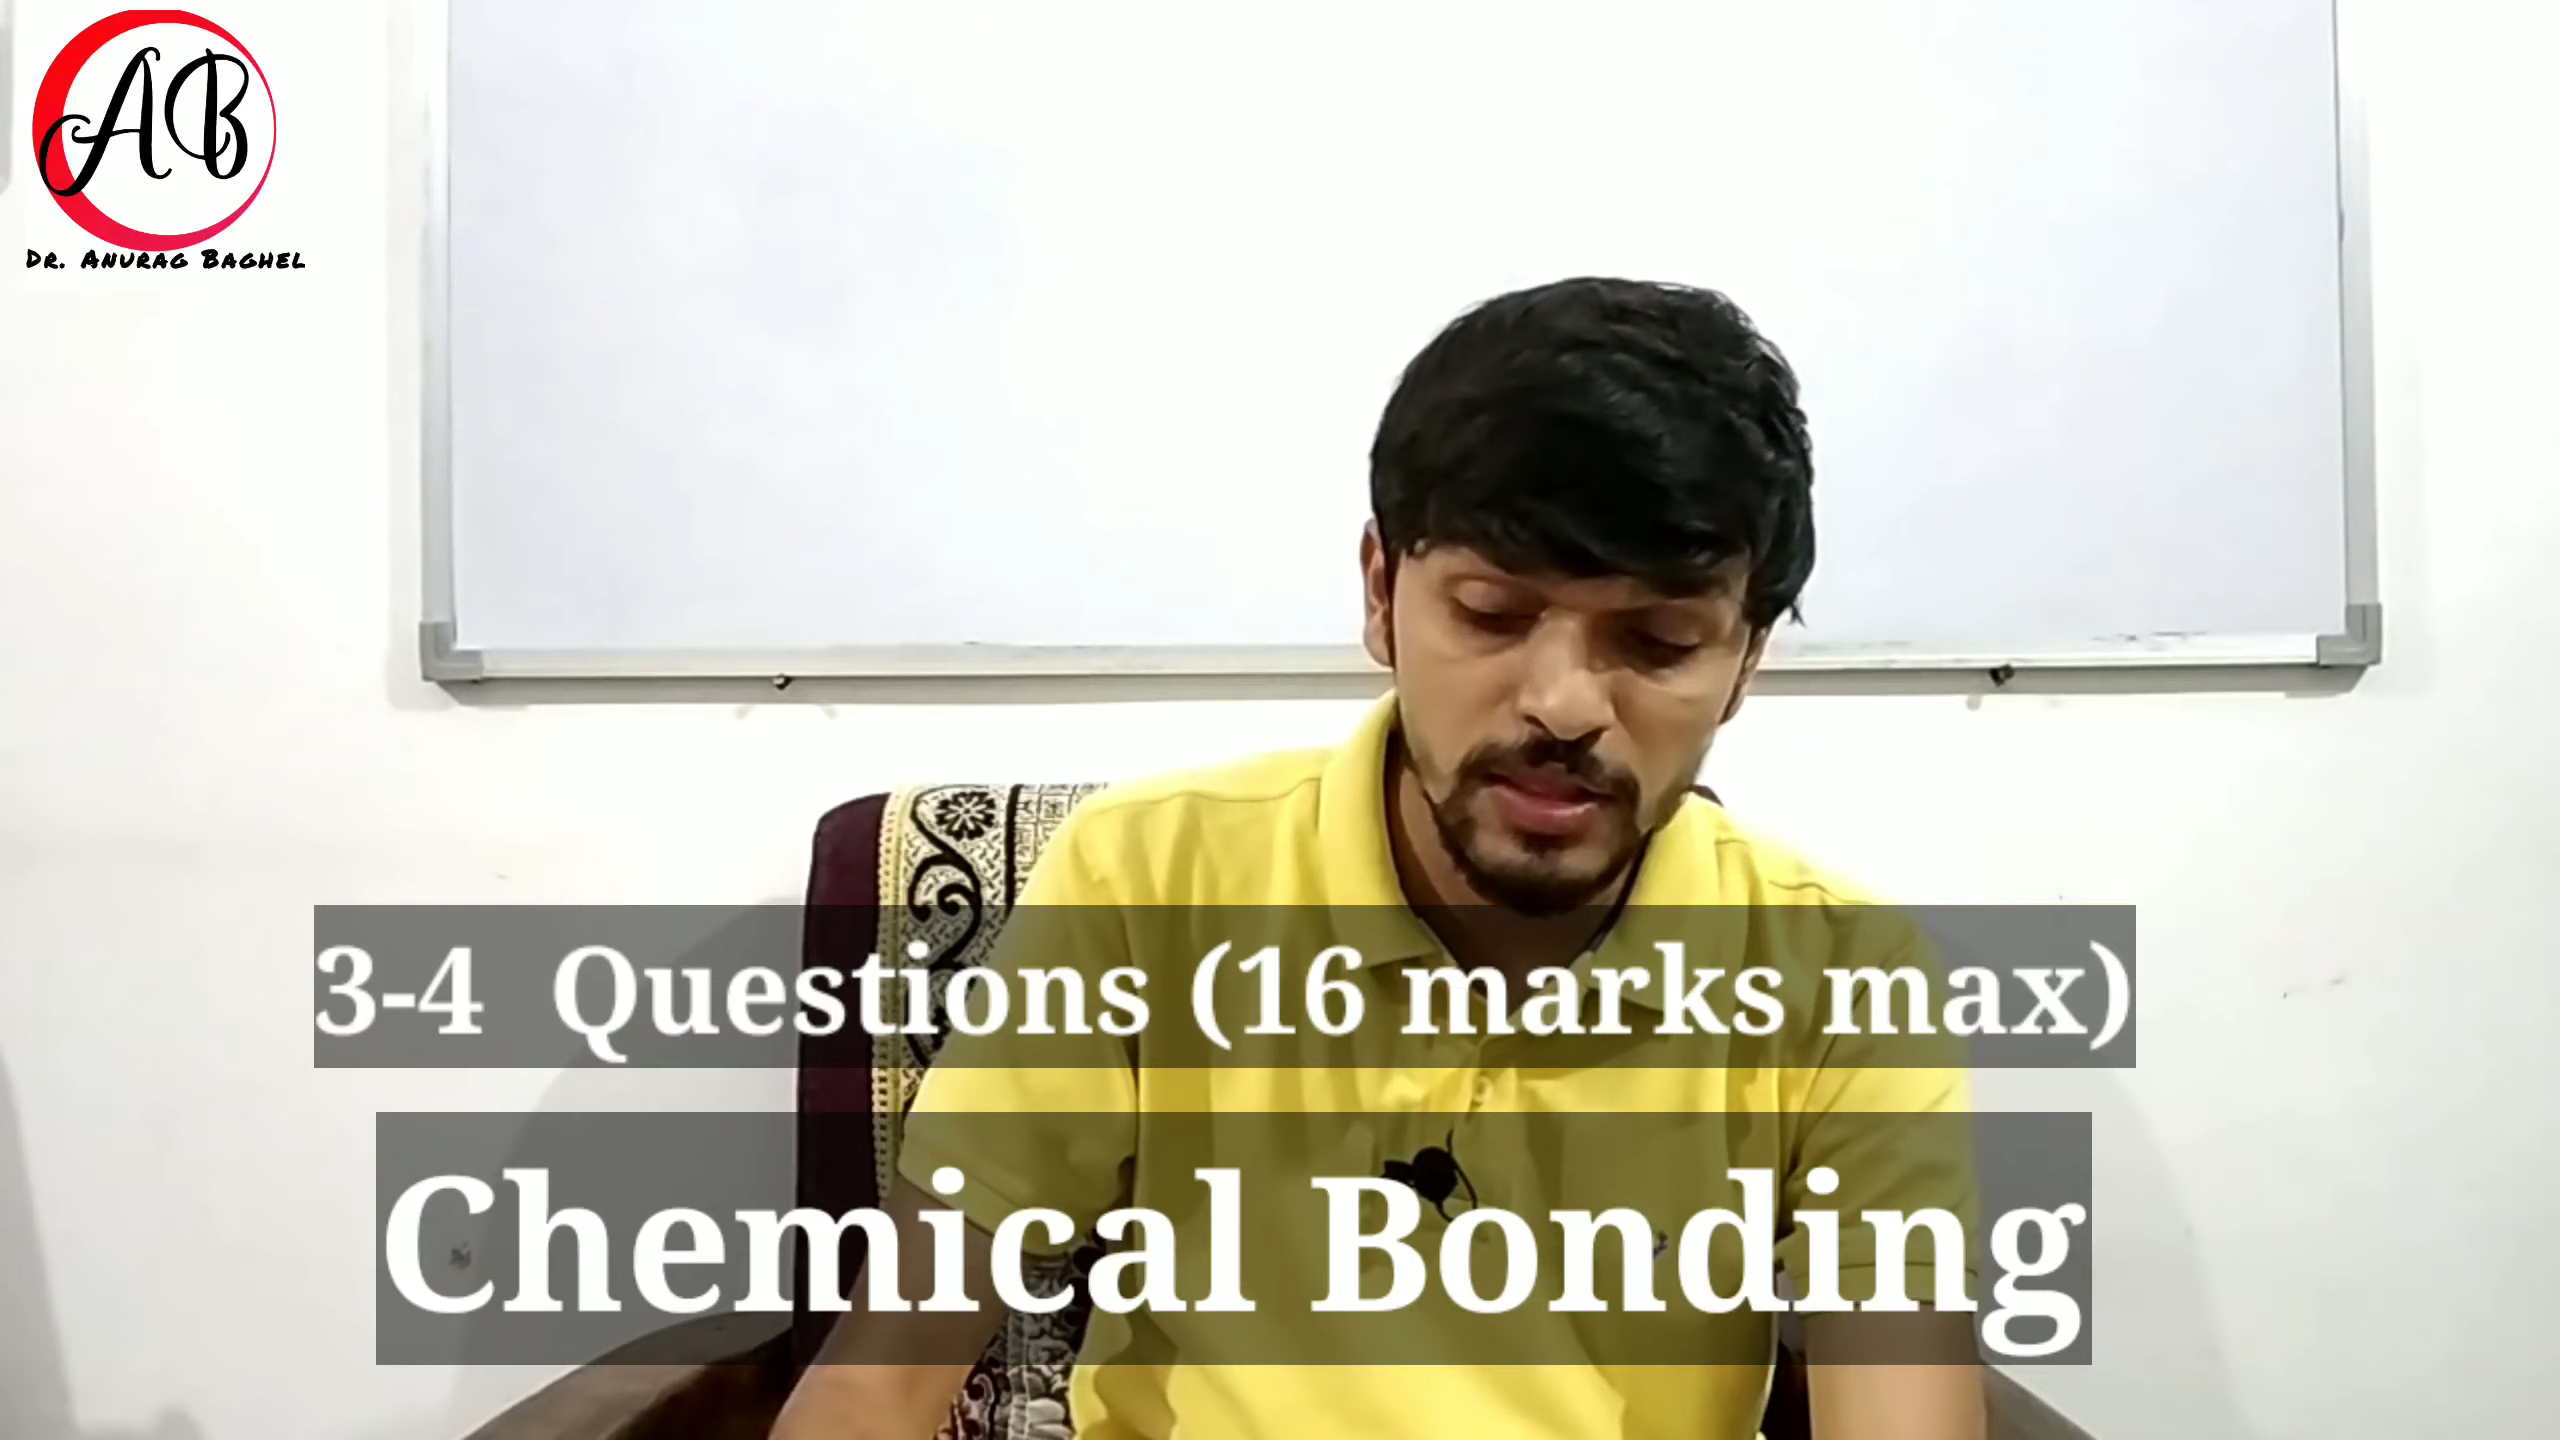 AB
Dr. Anurag Baghel
3-4 Questions (16 marks max)
Chemical Bonding